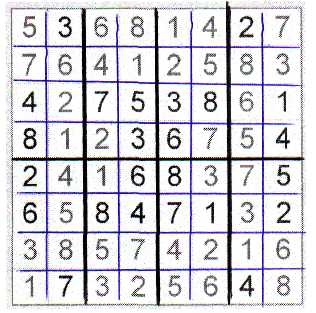 5 3 6 8 1 4 2 7
7 6 4 1 2 5 8 3
4 2 7 5 3 8 6 1
8 1 2 3 6 7 5 4
2 4 1 6 8 3 7 5
6 5 8 4 7 1 3 2
3 8 5 7 4 2 1 6
1 7 3 2 5 6 4 8